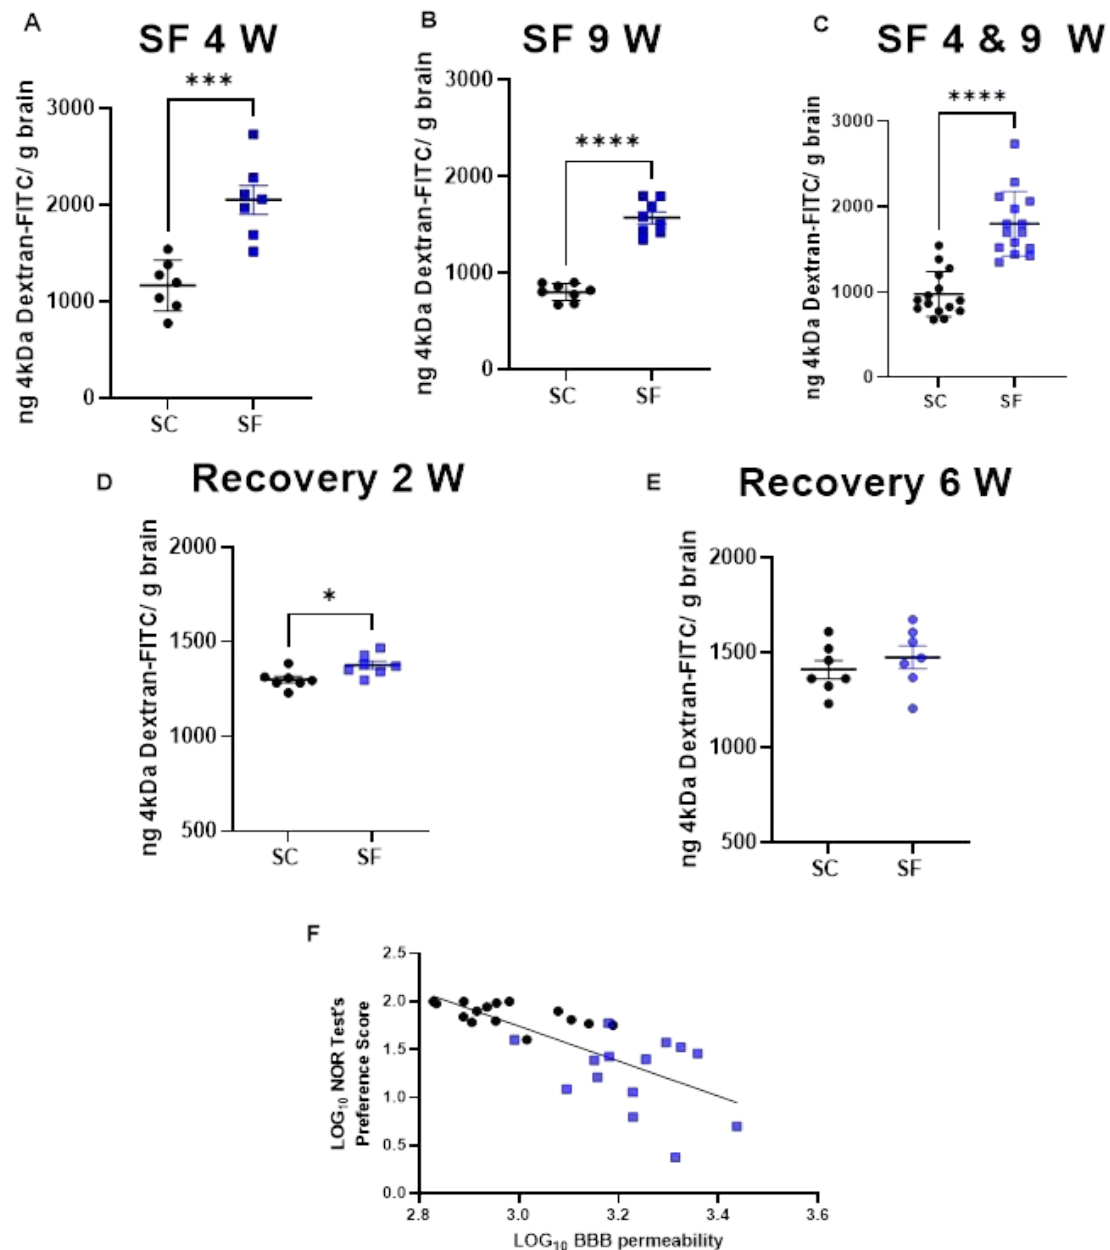 A
SF 4 W
***
ng 4kDa Dextran-FITC/ g brain
3000
2000
1000
0
SC
SF
B
SF 9 W
****
ng 4kDa Dextran-FITC/ g brain
3000
2000
1000
0
SC
SF
C
SF 4 & 9 W
****
ng 4kDa Dextran-FITC/ g brain
3000
2000
1000
0
SC
SF
D
Recovery 2 W
*
ng 4kDa Dextran-FITC/ g brain
2000
1500
1000
500
SC
SF
E
Recovery 6 W
ng 4kDa Dextran-FITC/ g brain
2000
1500
1000
500
SC
SF
F
LOG₁₀ NOR Test's
Preference Score
2.5
2.0
1.5
1.0
0.5
0.0
2.8
3.0
3.2
3.4
3.6
LOG₁₀ BBB permeability